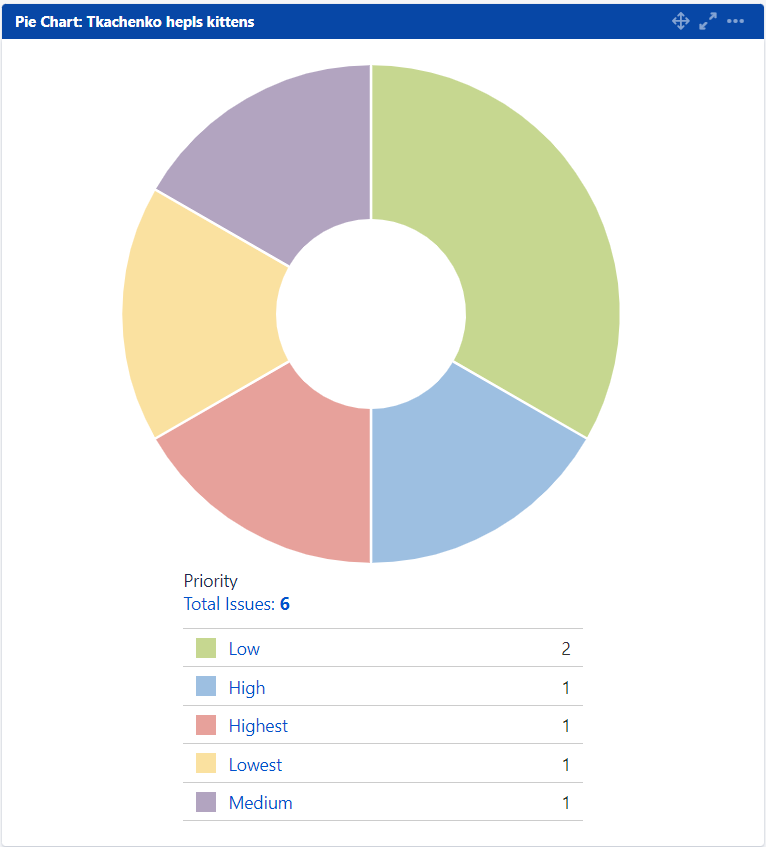 Pie Chart: Tkachenko hepls kittens
Priority
Total Issues: 6
Low 2
High 1
Highest 1
Lowest 1
Medium 1